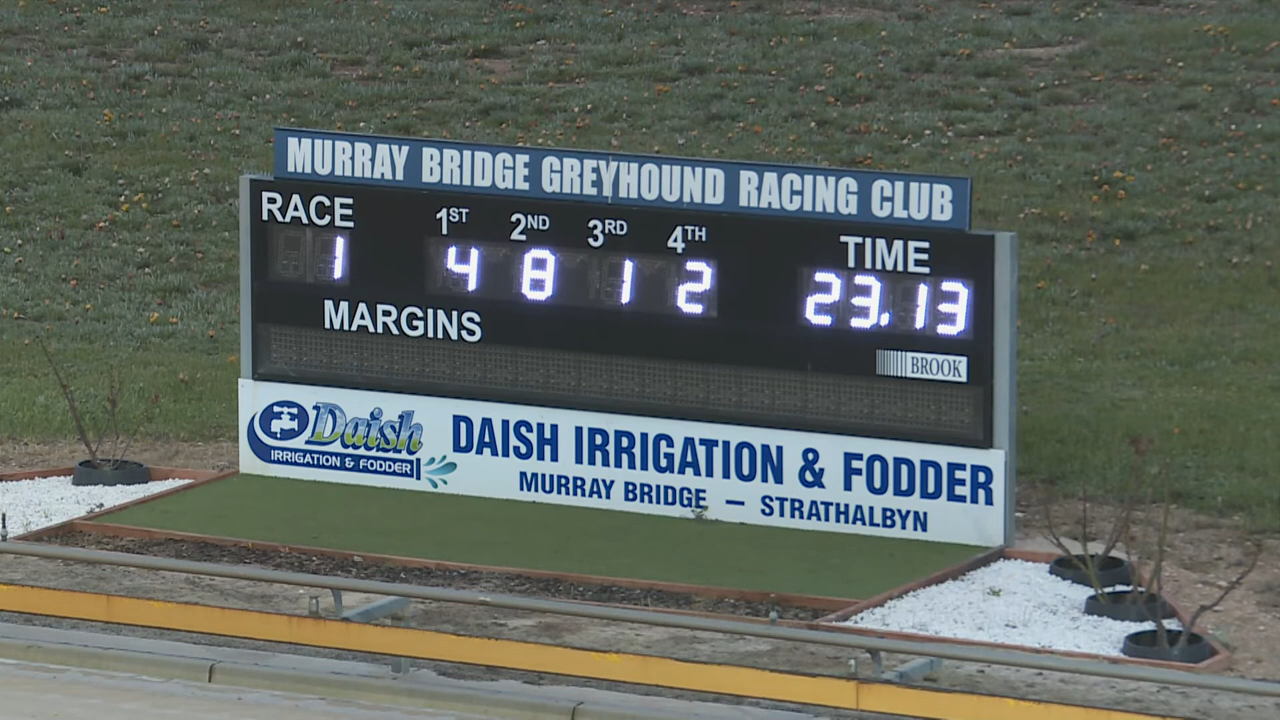 MURRAY BRIDGE GREYHOUND RACING CLUB
RACE 1ST 2ND 3RD 4TH TIME
1 4 8 1 2 23.13
MARGINS
BROOK
Daish
IRRIGATION & FODDER
DAISH IRRIGATION & FODDER
MURRAY BRIDGE – STRATHALBYN